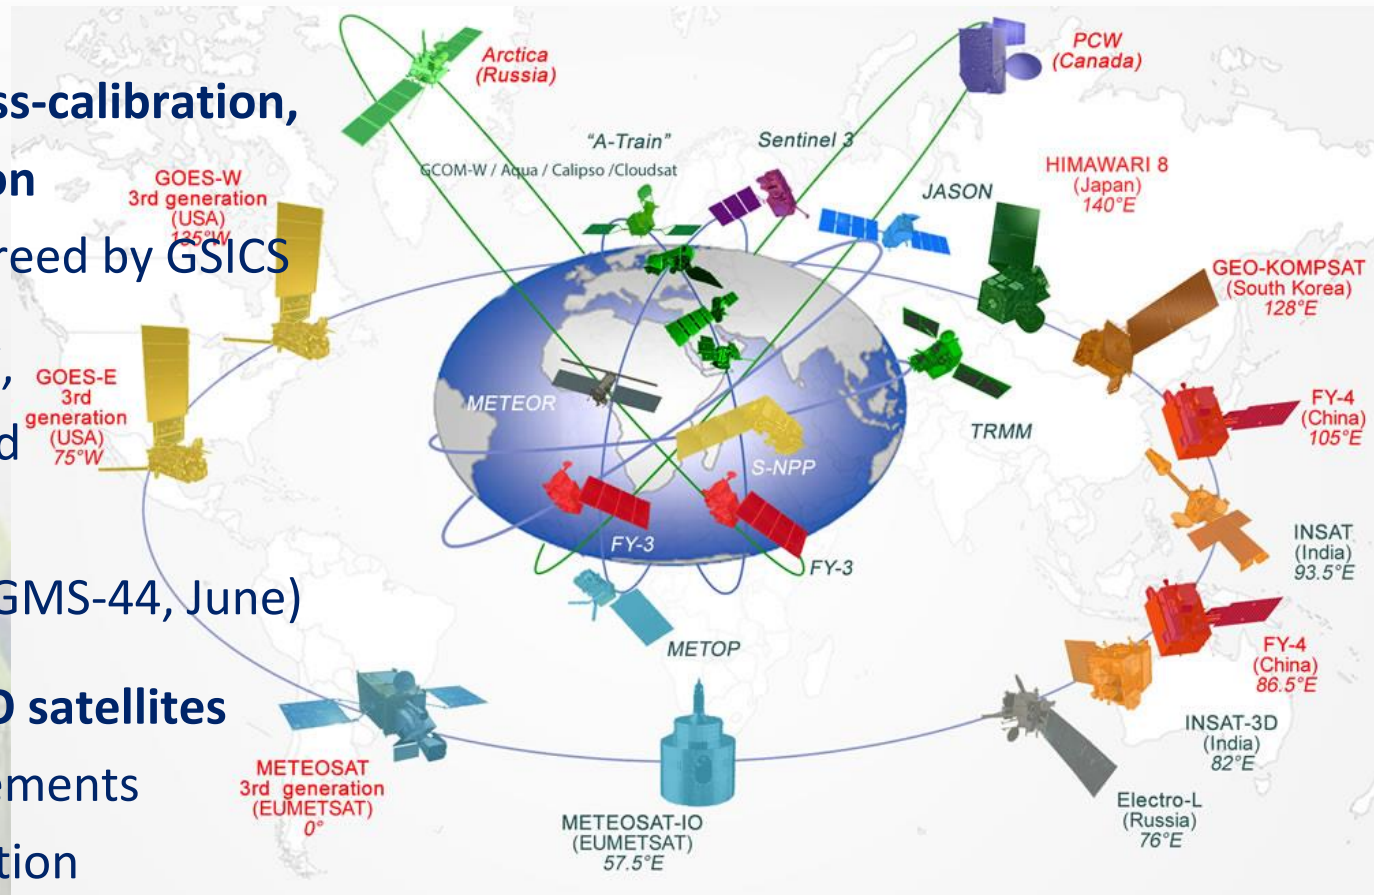 ss-calibration,
on
reed by GSICS
,
d
GMS-44, June)
O satellites
ements
tion
Arctica
(Russia)
PCW
(Canada)
"A-Train"
GCOM-W / Aqua / Calipso /Cloudsat
Sentinel 3
JASON
HIMAWARI 8
(Japan)
140°E
GOES-W
3rd generation
(USA)
135°W
GEO-KOMPSAT
(South Korea)
128°E
GOES-E
3rd
generation
(USA)
75°W
FY-4
(China)
105°E
METEOR
TRMM
S-NPP
INSAT
(India)
93.5°E
FY-3
FY-3
METOP
FY-4
(China)
86.5°E
INSAT-3D
(India)
82°E
METEOSAT
3rd generation
(EUMETSAT)
0°
Electro-L
(Russia)
76°E
METEOSAT-IO
(EUMETSAT)
57.5°E